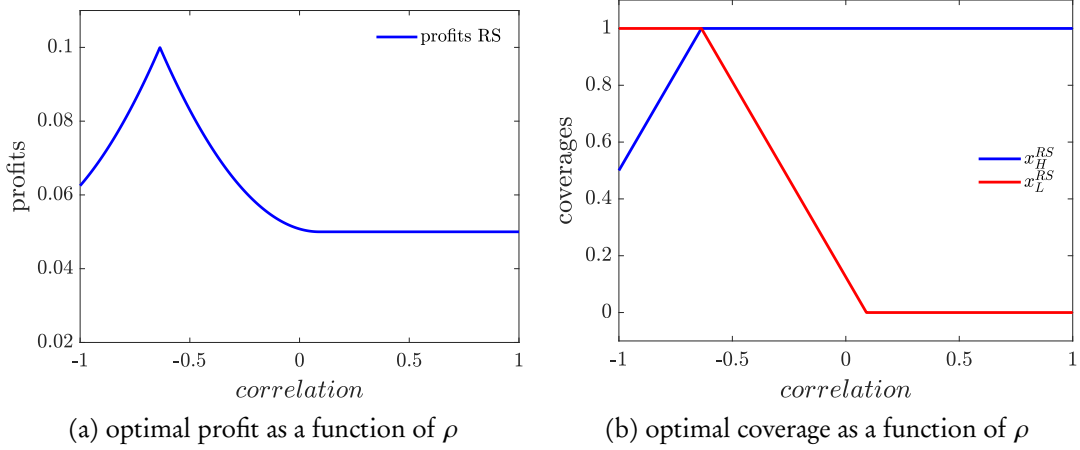 profits RS
0.1
0.08
0.06
0.04
0.02
profits
-1
-0.5
0
0.5
1
correlation
(a) optimal profit as a function of ρ
x_H^{RS}
x_L^{RS}
1
0.8
0.6
0.4
0.2
0
coverages
-1
-0.5
0
0.5
1
correlation
(b) optimal coverage as a function of ρ